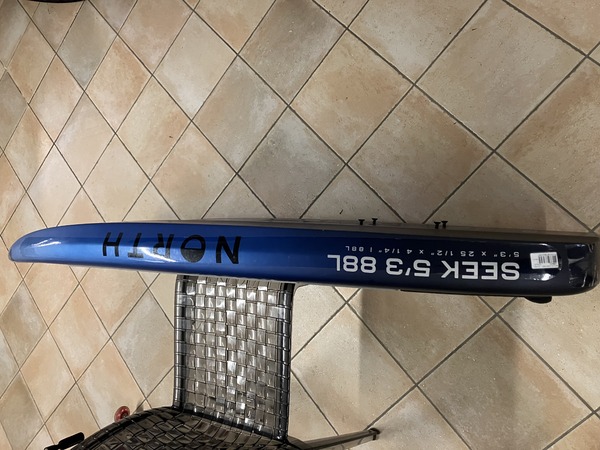 NORTH
SEEK 5'3 88L
5'3" x 25 1/2" x 4 1/4" | 88L